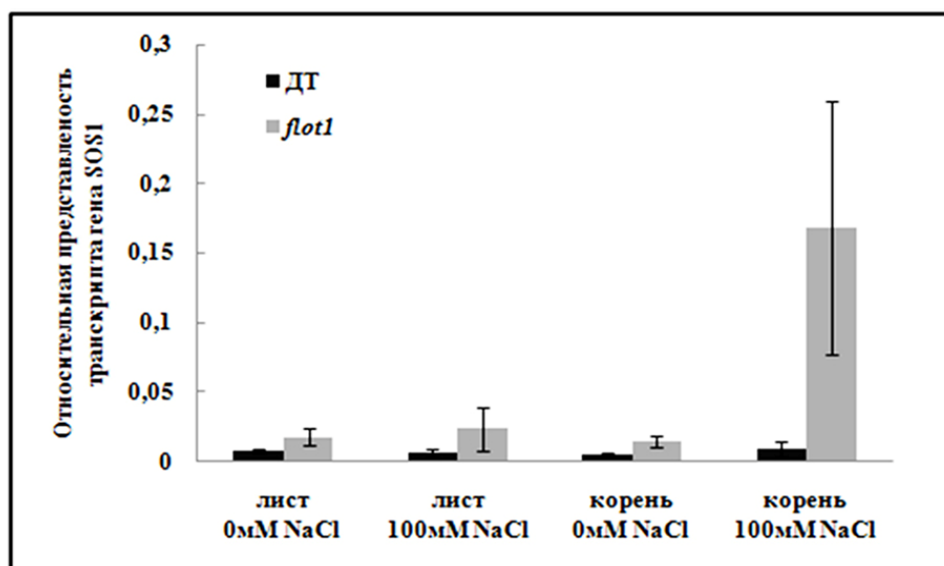 Относительная представленость
транскрипта гена SOS1
0,3
0,25
0,2
0,15
0,1
0,05
0
ДТ
flot1
лист
0мМ NaCl
лист
100мМ NaCl
корень
0мМ NaCl
корень
100мМ NaCl